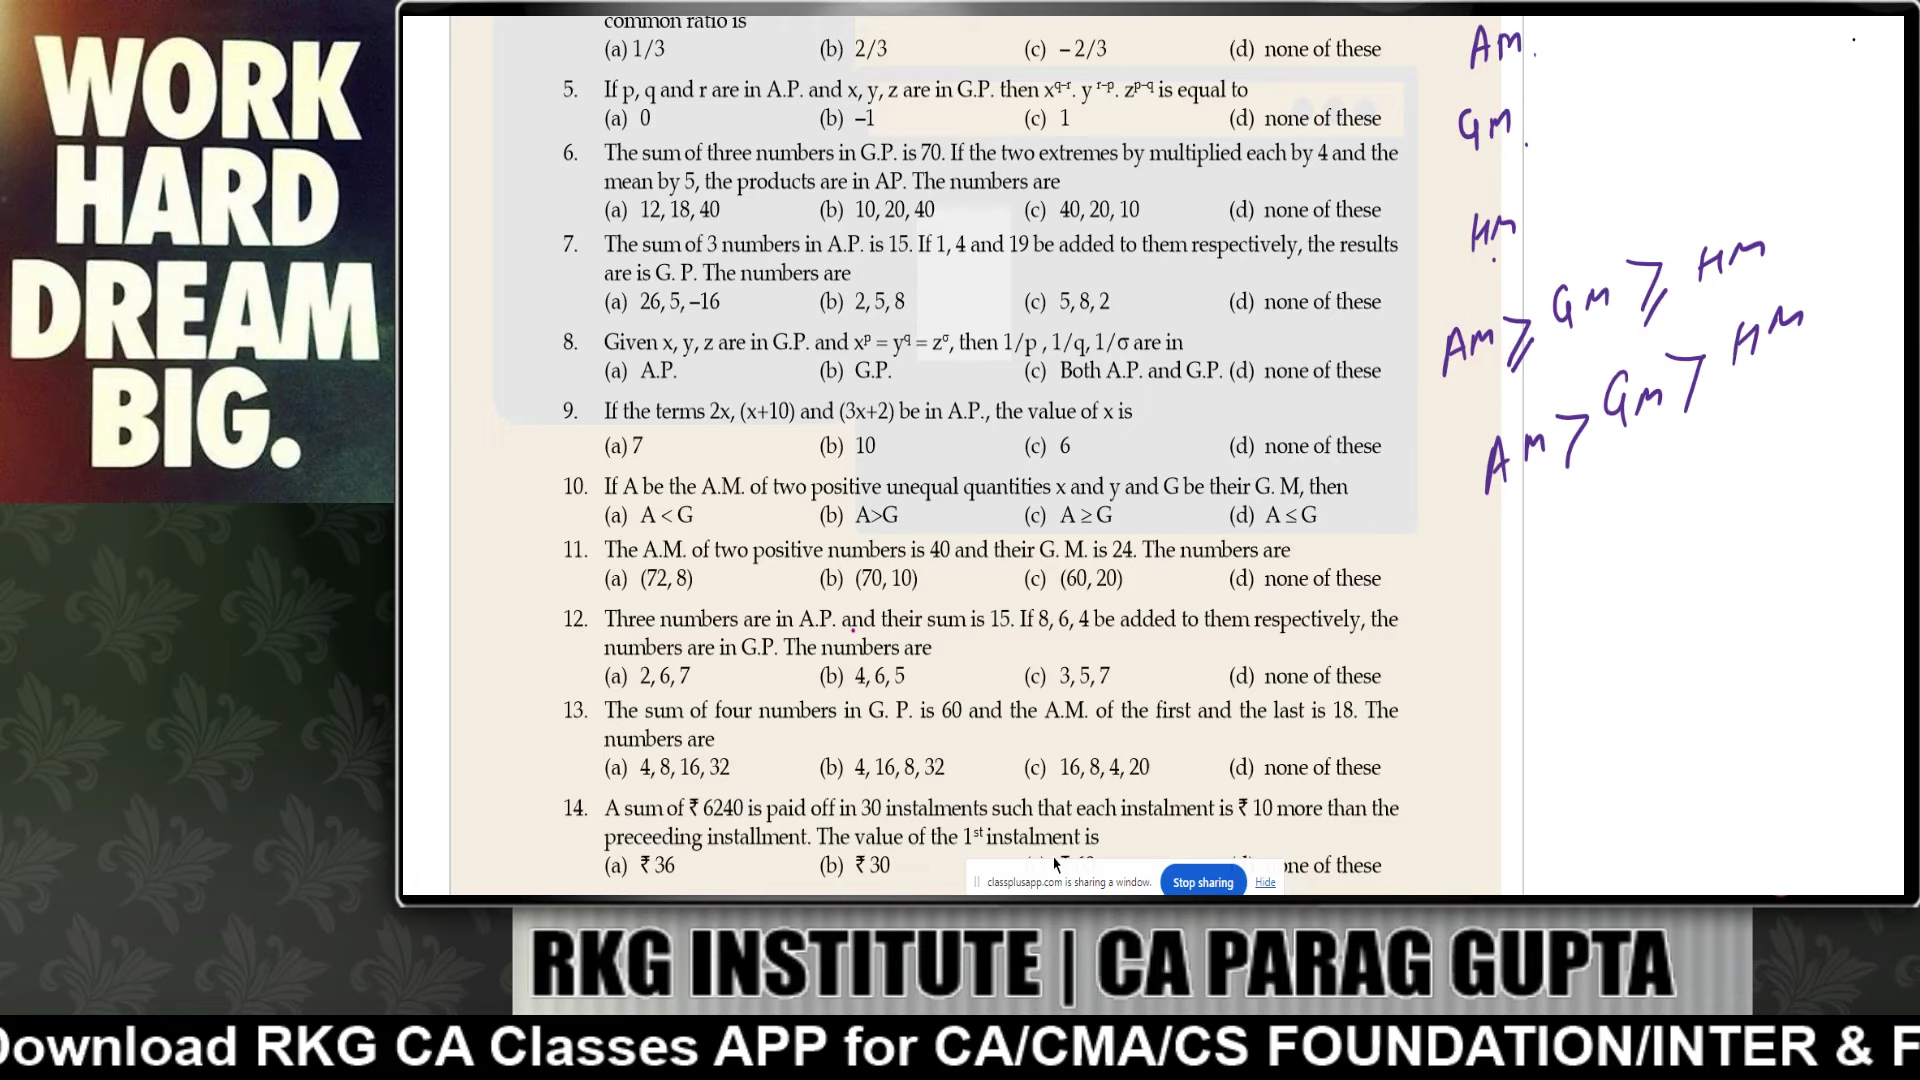 WORK
HARD
DREAM
BIG.
common ratio is
(a) 1/3 (b) 2/3 (c) – 2/3 (d) none of these
5. If p, q and r are in A.P. and x, y, z are in G.P. then x^q–r. y^r–p. z^p–q is equal to
(a) 0 (b) –1 (c) 1 (d) none of these
6. The sum of three numbers in G.P. is 70. If the two extremes by multiplied each by 4 and the
mean by 5, the products are in AP. The numbers are
(a) 12, 18, 40 (b) 10, 20, 40 (c) 40, 20, 10 (d) none of these
7. The sum of 3 numbers in A.P. is 15. If 1, 4 and 19 be added to them respectively, the results
are is G. P. The numbers are
(a) 26, 5, –16 (b) 2, 5, 8 (c) 5, 8, 2 (d) none of these
8. Given x, y, z are in G.P. and x^p = y^q = z^σ, then 1/p , 1/q, 1/σ are in
(a) A.P. (b) G.P. (c) Both A.P. and G.P. (d) none of these
9. If the terms 2x, (x+10) and (3x+2) be in A.P., the value of x is
(a) 7 (b) 10 (c) 6 (d) none of these
10. If A be the A.M. of two positive unequal quantities x and y and G be their G. M, then
(a) A < G (b) A>G (c) A ≥ G (d) A ≤ G
11. The A.M. of two positive numbers is 40 and their G. M. is 24. The numbers are
(a) (72, 8) (b) (70, 10) (c) (60, 20) (d) none of these
12. Three numbers are in A.P. and their sum is 15. If 8, 6, 4 be added to them respectively, the
numbers are in G.P. The numbers are
(a) 2, 6, 7 (b) 4, 6, 5 (c) 3, 5, 7 (d) none of these
13. The sum of four numbers in G. P. is 60 and the A.M. of the first and the last is 18. The
numbers are
(a) 4, 8, 16, 32 (b) 4, 16, 8, 32 (c) 16, 8, 4, 20 (d) none of these
14. A sum of ₹ 6240 is paid off in 30 instalments such that each instalment is ₹ 10 more than the
preceeding installment. The value of the 1st instalment is
(a) ₹ 36 (b) ₹ 30 none of these
classplusapp.com is sharing a window. Stop sharing Hide
AM
GM
HM
AM ≥ GM ≥ HM
AM > GM > HM
RKG INSTITUTE | CA PARAG GUPTA
Download RKG CA Classes APP for CA/CMA/CS FOUNDATION/INTER & F